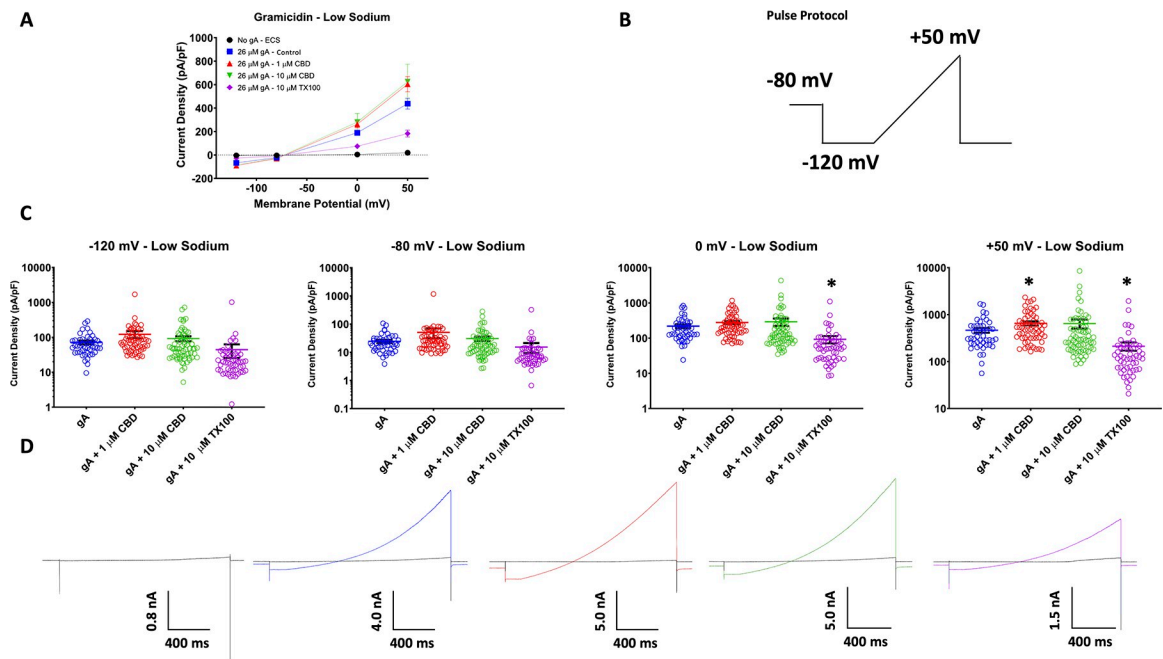 A
Gramicidin - Low Sodium
Current Density (pA/pF)
1000
800
600
400
200
0
-200
No gA - ECS
26 µM gA - Control
26 µM gA - 1 µM CBD
26 µM gA - 10 µM CBD
26 µM gA - 10 µM TX100
-100
-50
0
50
Membrane Potential (mV)
B
Pulse Protocol
+50 mV
-80 mV
-120 mV
C
-120 mV - Low Sodium
Current Density (pA/pF)
10000
1000
100
10
1
gA
gA + 1 µM CBD
gA + 10 µM CBD
gA + 10 µM TX100
-80 mV - Low Sodium
Current Density (pA/pF)
10000
1000
100
10
1
0.1
gA
gA + 1 µM CBD
gA + 10 µM CBD
gA + 10 µM TX100
0 mV - Low Sodium
Current Density (pA/pF)
10000
1000
100
10
1
*
gA
gA + 1 µM CBD
gA + 10 µM CBD
gA + 10 µM TX100
+50 mV - Low Sodium
Current Density (pA/pF)
10000
1000
100
10
*
*
gA
gA + 1 µM CBD
gA + 10 µM CBD
gA + 10 µM TX100
D
0.8 nA
400 ms
4.0 nA
400 ms
5.0 nA
400 ms
5.0 nA
400 ms
1.5 nA
400 ms